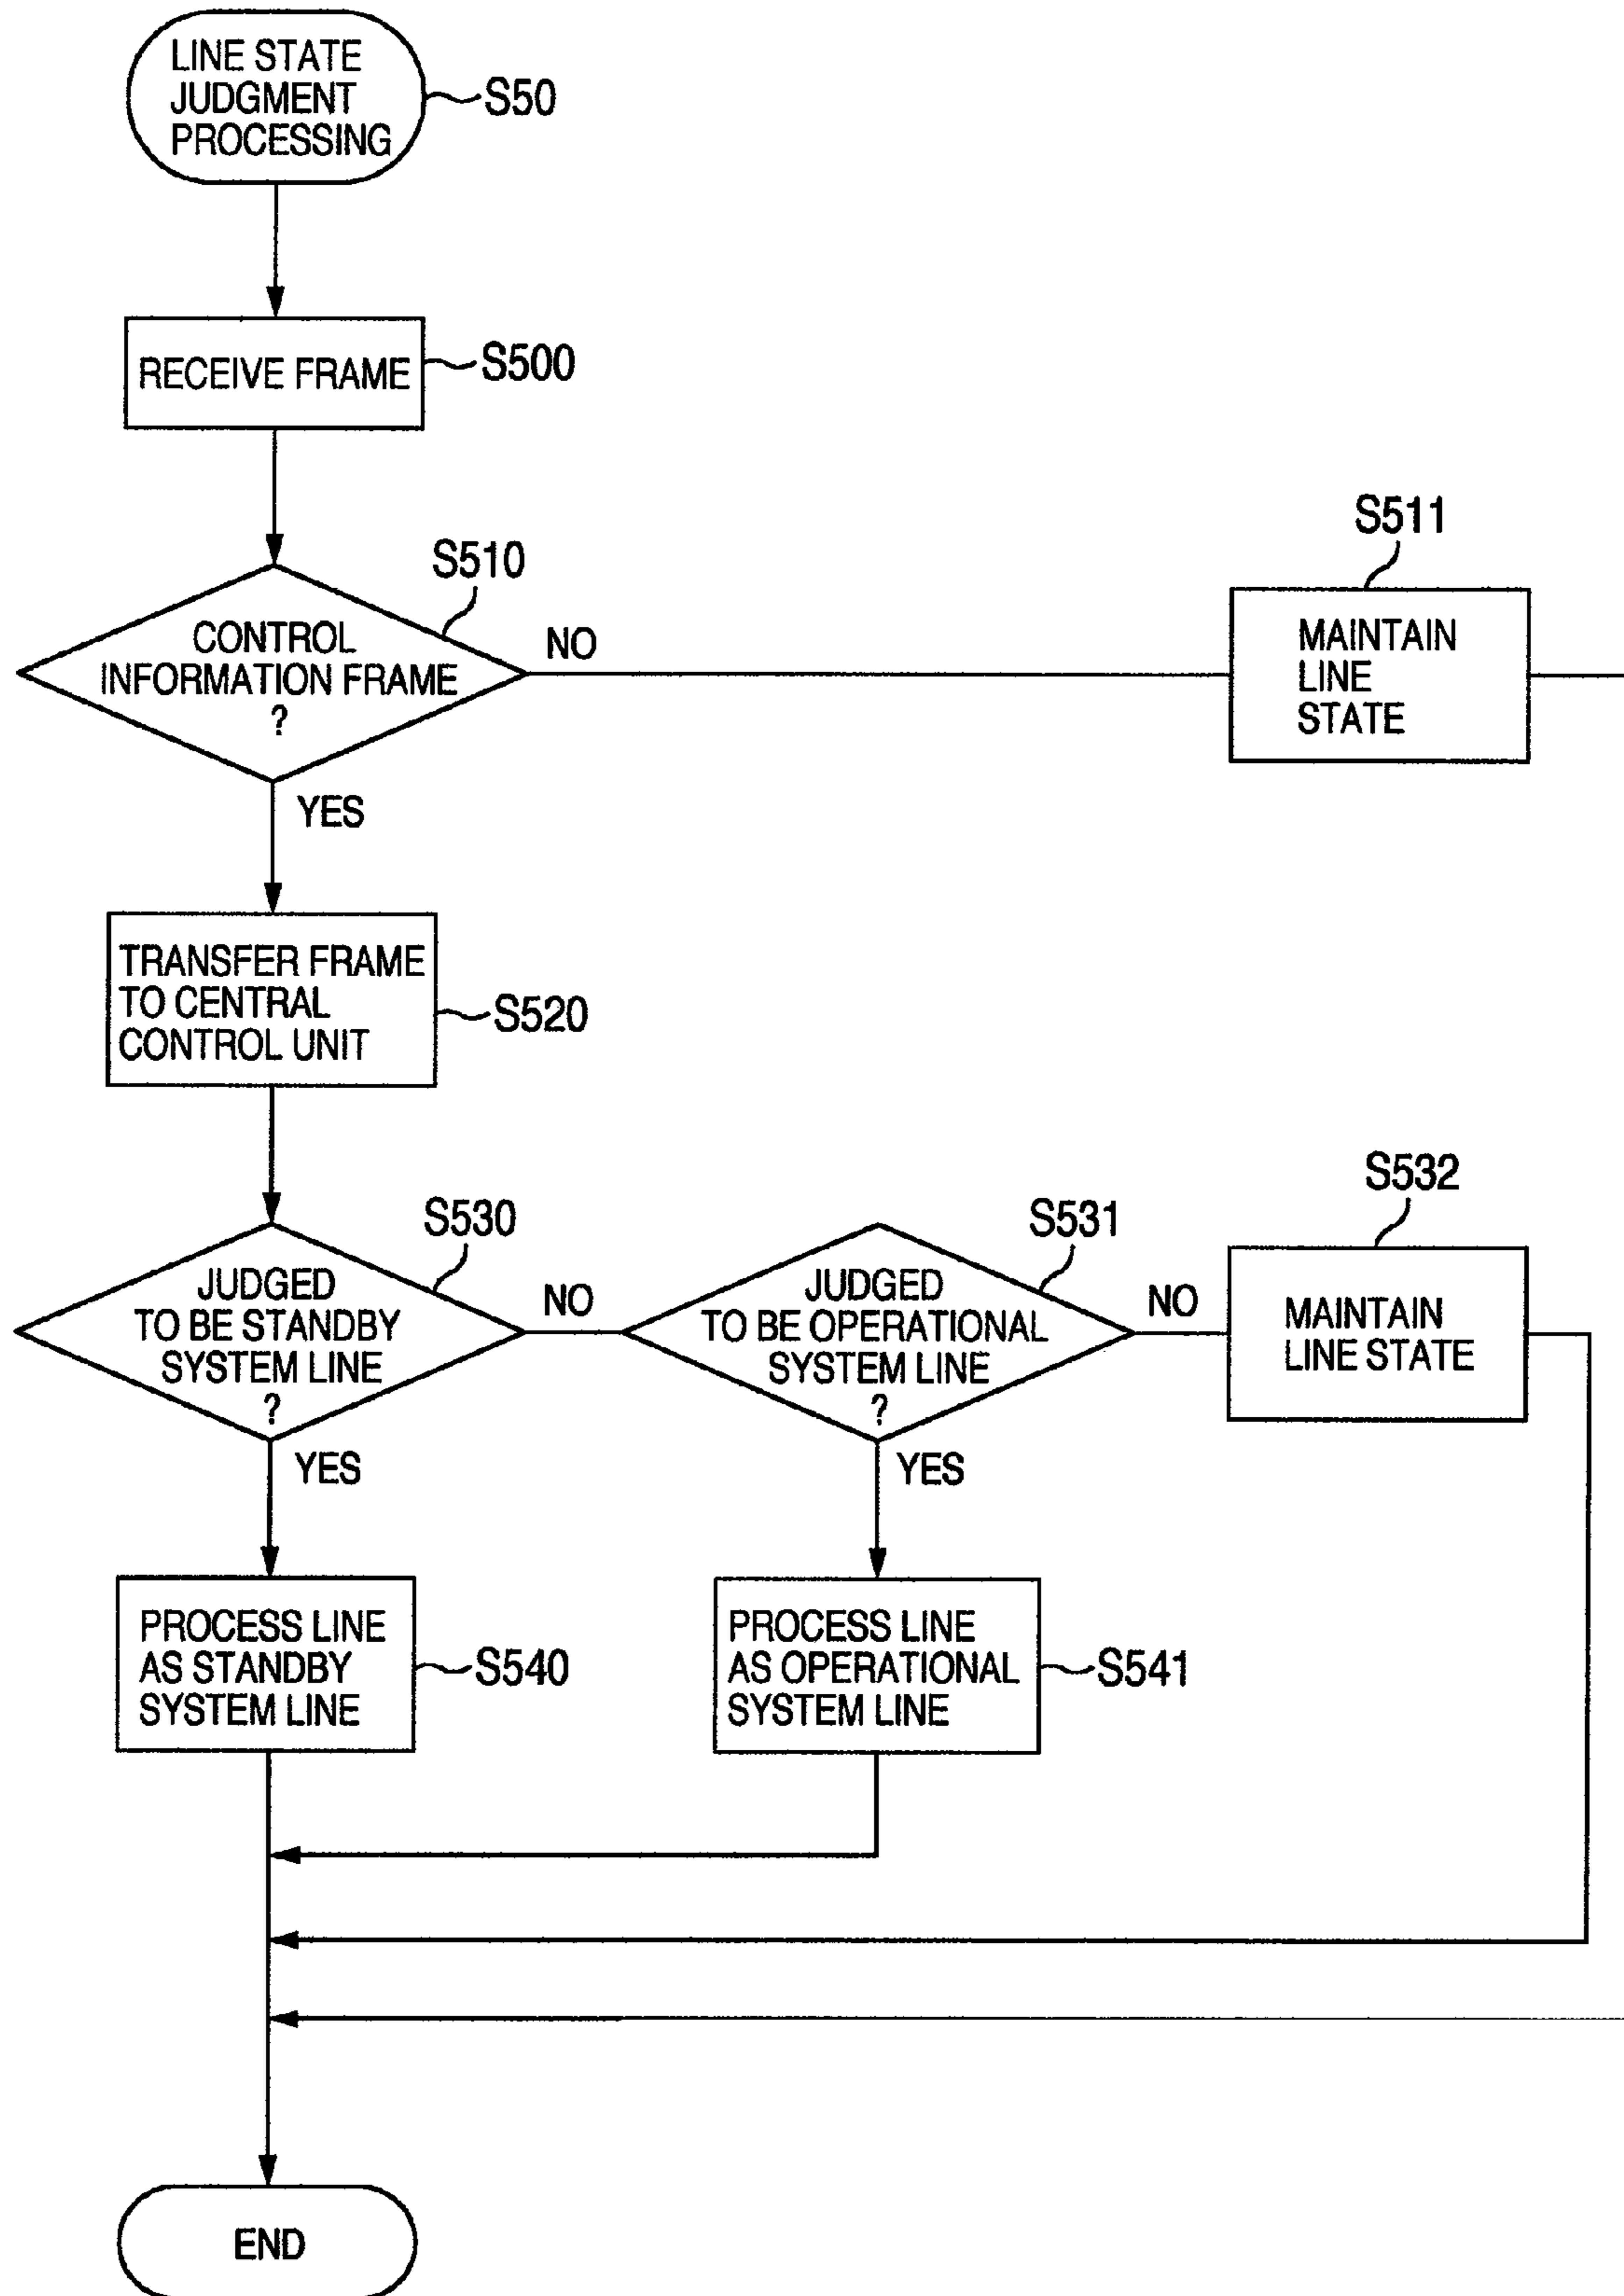 LINE STATE
JUDGMENT
PROCESSING
S50
RECEIVE FRAME
S500
S510
CONTROL
INFORMATION FRAME
?
NO
YES
S511
MAINTAIN
LINE
STATE
TRANSFER FRAME
TO CENTRAL
CONTROL UNIT
S520
S530
JUDGED
TO BE STANDBY
SYSTEM LINE
?
NO
YES
S531
JUDGED
TO BE OPERATIONAL
SYSTEM LINE
?
NO
YES
S532
MAINTAIN
LINE STATE
PROCESS LINE
AS STANDBY
SYSTEM LINE
S540
PROCESS LINE
AS OPERATIONAL
SYSTEM LINE
S541
END